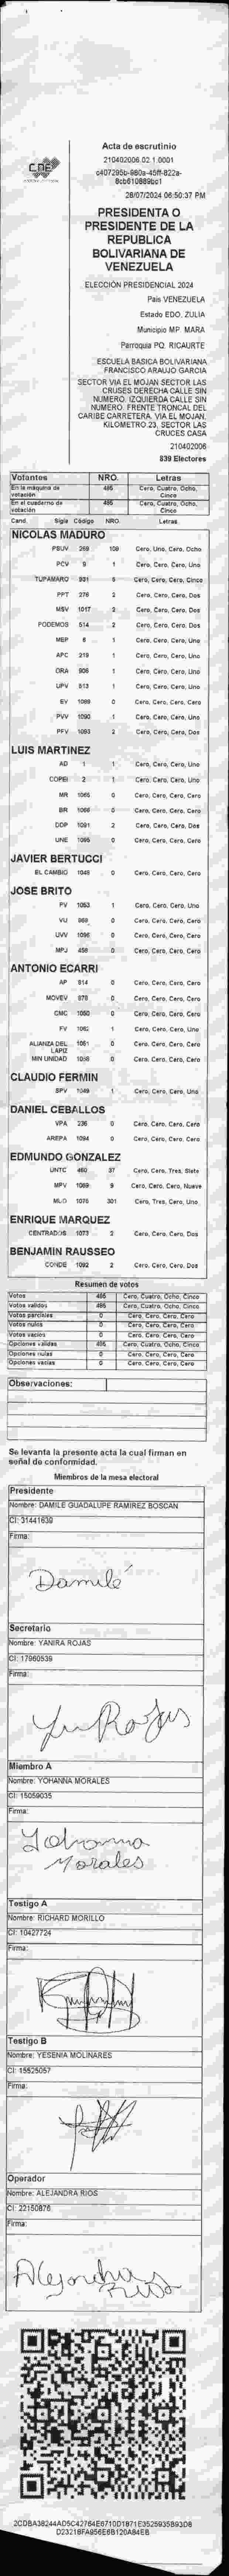 CNE
Acta de escrutinio
210402006.02.1.0001
c407295b-980a-45ff-822a-
8cb610889bc1
28/07/2024 06:50:37 PM
PRESIDENTA O
PRESIDENTE DE LA
REPUBLICA
BOLIVARIANA DE
VENEZUELA
ELECCIÓN PRESIDENCIAL 2024
País VENEZUELA
Estado EDO. ZULIA
Municipio MP. MARA
Parroquia PQ. RICAURTE
ESCUELA BASICA BOLIVARIANA
FRANCISCO ARAUJO GARCIA
SECTOR VIA EL MOJAN SECTOR LAS
CRUSES DERECHA CALLE SIN
NUMERO. IZQUIERDA CALLE SIN
NUMERO. FRENTE TRONCAL DEL
CARIBE CARRETERA. VIA EL MOJAN.
KILOMETRO 23, SECTOR LAS
CRUCES CASA
210402006
839 Electores
Votantes NRO. Letras
En la máquina de votación 485 Cero, Cuatro, Ocho, Cinco
En el cuaderno de votación 485 Cero, Cuatro, Ocho, Cinco
Cand. Sigla Código NRO. Letras
NICOLAS MADURO
PSUV 269 108 Cero, Uno, Cero, Ocho
PCV 9 1 Cero, Cero, Cero, Uno
TUPAMARO 931 5 Cero, Cero, Cero, Cinco
PPT 278 2 Cero, Cero, Cero, Dos
MSV 1017 2 Cero, Cero, Cero, Dos
PODEMOS 514 2 Cero, Cero, Cero, Dos
MEP 6 1 Cero, Cero, Cero, Uno
APC 219 1 Cero, Cero, Cero, Uno
ORA 906 1 Cero, Cero, Cero, Uno
UPV 813 1 Cero, Cero, Cero, Uno
EV 1089 0 Cero, Cero, Cero, Cero
PVV 1090 1 Cero, Cero, Cero, Uno
PFV 1093 2 Cero, Cero, Cero, Dos
LUIS MARTINEZ
AD 1 1 Cero, Cero, Cero, Uno
COPEI 2 1 Cero, Cero, Cero, Uno
MR 1065 0 Cero, Cero, Cero, Cero
BR 1066 0 Cero, Cero, Cero, Cero
DDP 1091 2 Cero, Cero, Cero, Dos
UNE 1095 0 Cero, Cero, Cero, Cero
JAVIER BERTUCCI
EL CAMBIO 1048 0 Cero, Cero, Cero, Cero
JOSE BRITO
PV 1053 1 Cero, Cero, Cero, Uno
VU 868 0 Cero, Cero, Cero, Cero
UVV 1096 0 Cero, Cero, Cero, Cero
MPJ 458 0 Cero, Cero, Cero, Cero
ANTONIO ECARRI
AP 814 0 Cero, Cero, Cero, Cero
MOVEV 878 0 Cero, Cero, Cero, Cero
CMC 1050 0 Cero, Cero, Cero, Cero
FV 1062 1 Cero, Cero, Cero, Uno
ALIANZA DEL LAPIZ 1051 0 Cero, Cero, Cero, Cero
MIN UNIDAD 1058 0 Cero, Cero, Cero, Cero
CLAUDIO FERMIN
SPV 1049 1 Cero, Cero, Cero, Uno
DANIEL CEBALLOS
VPA 236 0 Cero, Cero, Cero, Cero
AREPA 1094 0 Cero, Cero, Cero, Cero
EDMUNDO GONZALEZ
UNTC 460 37 Cero, Cero, Tres, Siete
MPV 1069 9 Cero, Cero, Cero, Nueve
MUD 1076 301 Cero, Tres, Cero, Uno
ENRIQUE MARQUEZ
CENTRADOS 1073 2 Cero, Cero, Cero, Dos
BENJAMIN RAUSSEO
CONDE 1092 2 Cero, Cero, Cero, Dos
Resumen de votos
Votos 485 Cero, Cuatro, Ocho, Cinco
Votos válidos 485 Cero, Cuatro, Ocho, Cinco
Votos parciales 0 Cero, Cero, Cero, Cero
Votos nulos 0 Cero, Cero, Cero, Cero
Votos vacíos 0 Cero, Cero, Cero, Cero
Opciones válidas 485 Cero, Cuatro, Ocho, Cinco
Opciones nulas 0 Cero, Cero, Cero, Cero
Opciones vacías 0 Cero, Cero, Cero, Cero
Observaciones:
Se levanta la presente acta la cual firman en
señal de conformidad.
Miembros de la mesa electoral
Presidente
Nombre: DAMILE GUADALUPE RAMIREZ BOSCAN
CI: 31441639
Firma:
Damilé
Secretario
Nombre: YANIRA ROJAS
CI: 17960539
Firma:
Miembro A
Nombre: YOHANNA MORALES
CI: 15059035
Firma:
Yohanna
Morales
Testigo A
Nombre: RICHARD MORILLO
CI: 10427724
Firma:
Testigo B
Nombre: YESENIA MOLINARES
CI: 15525057
Firma:
Operador
Nombre: ALEJANDRA RIOS
CI: 22150876
Firma:
Alejandra
2CDBA38244AD5C42764E6710D1871E3525935B93D8
D23218FA956E6B120A84EB